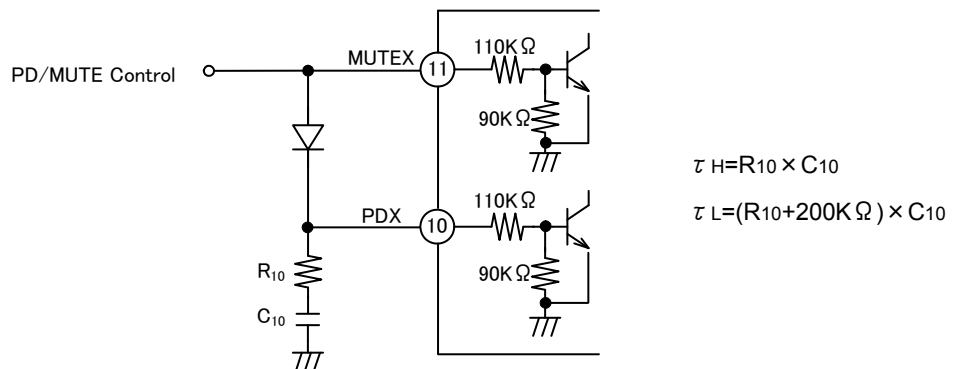 110KΩ
MUTEX
11
PD/MUTE Control
90KΩ
τH=R10×C10
110KΩ
τL=(R10+200KΩ)×C10
PDX
10
R10
90KΩ
C10